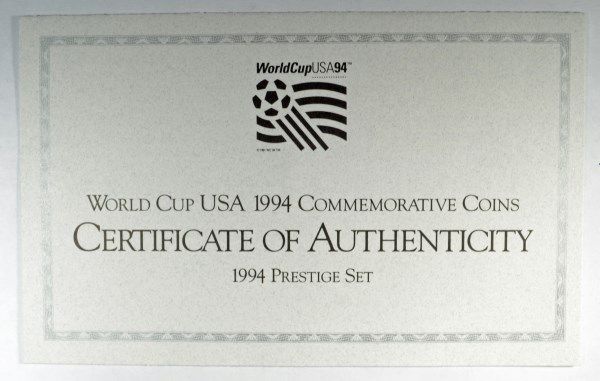 WorldCupUSA94™
WORLD CUP USA 1994 COMMEMORATIVE COINS
CERTIFICATE OF AUTHENTICITY
1994 PRESTIGE SET